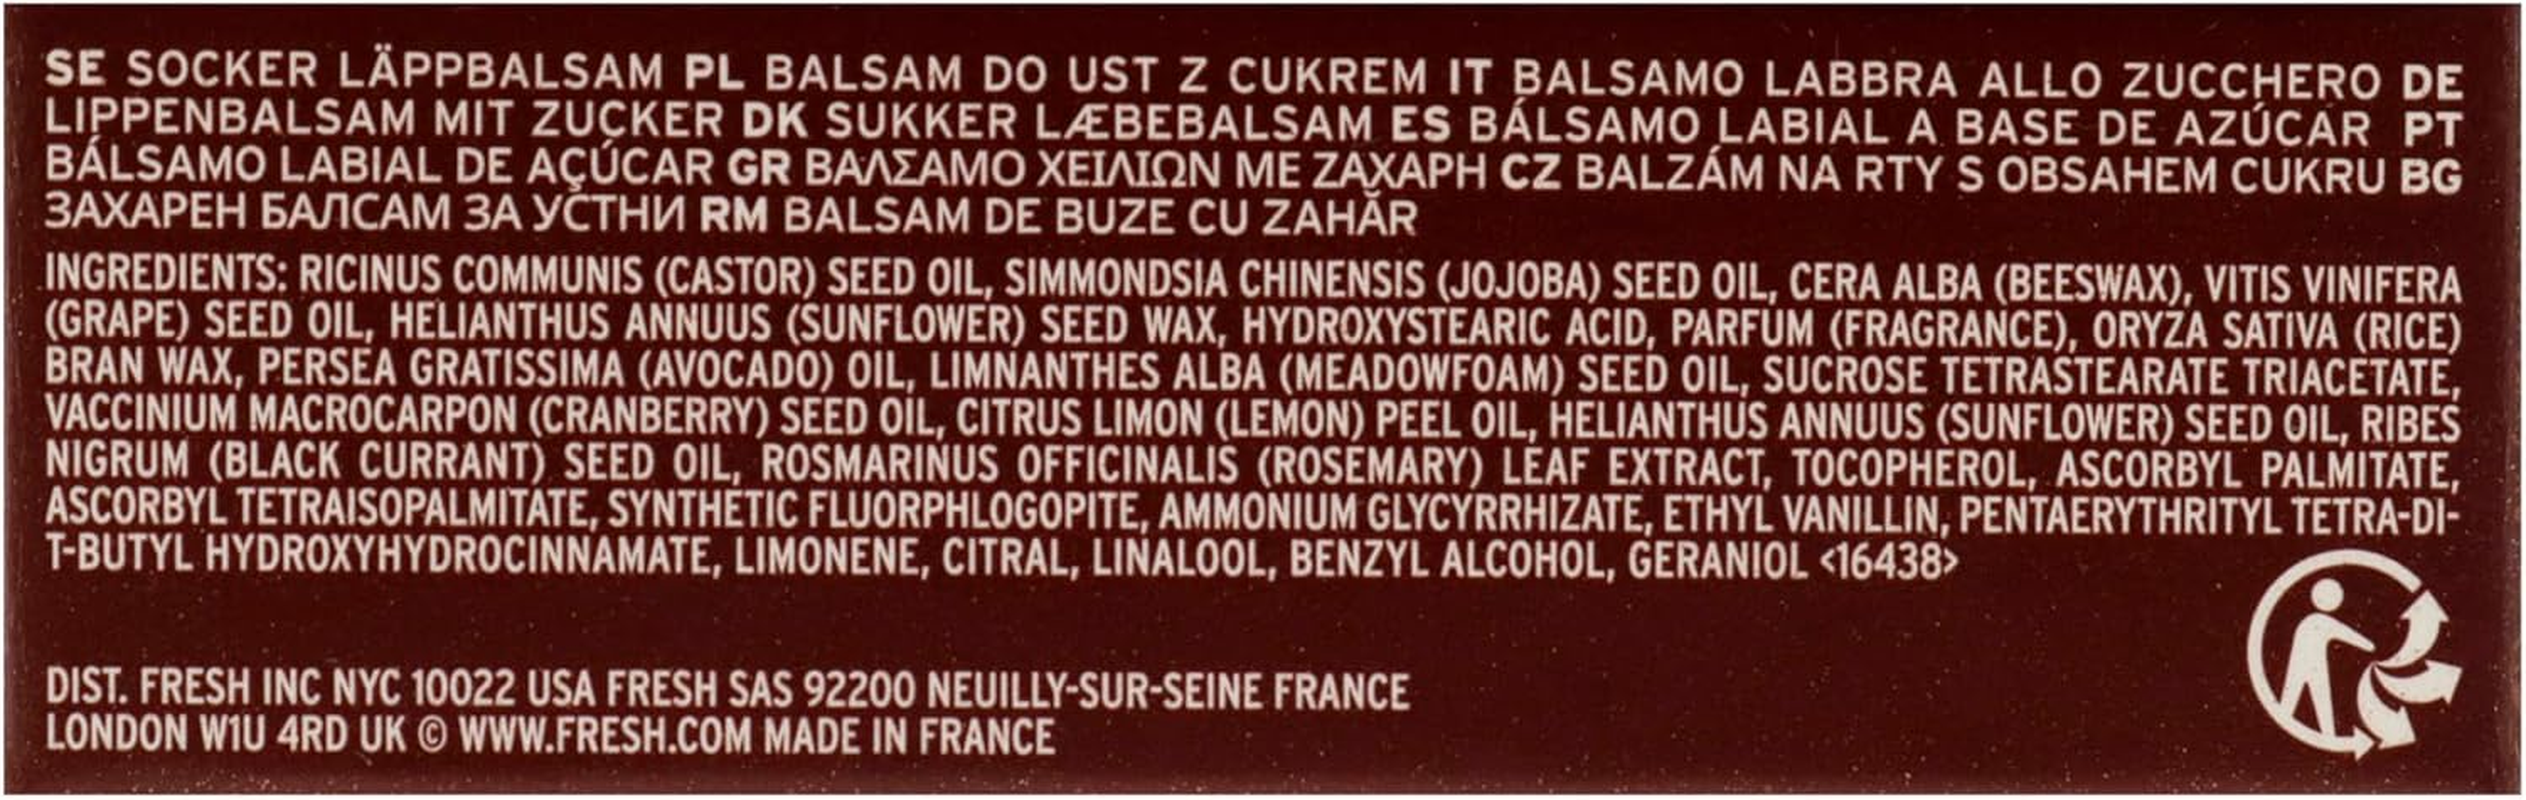 SE SOCKER LÄPPBALSAM PL BALSAM DO UST Z CUKREM IT BALSAMO LABBRA ALLO ZUCCHERO DE
LIPPENBALSAM MIT ZUCKER DK SUKKER LÆBEBALSAM ES BÁLSAMO LABIAL A BASE DE AZÚCAR PT
BÁLSAMO LABIAL DE AÇÚCAR GR ΒΑΛΣΑΜΟ ΧΕΙΛΙΩΝ ΜΕ ΖΑΧΑΡΗ CZ BALZÁM NA RTY S OBSAHEM CUKRU BG
ЗАХАРЕН БАЛСАМ ЗА УСТНИ RM BALSAM DE BUZE CU ZAHĂR
INGREDIENTS: RICINUS COMMUNIS (CASTOR) SEED OIL, SIMMONDSIA CHINENSIS (JOJOBA) SEED OIL, CERA ALBA (BEESWAX), VITIS VINIFERA
(GRAPE) SEED OIL, HELIANTHUS ANNUUS (SUNFLOWER) SEED WAX, HYDROXYSTEARIC ACID, PARFUM (FRAGRANCE), ORYZA SATIVA (RICE)
BRAN WAX, PERSEA GRATISSIMA (AVOCADO) OIL, LIMNANTHES ALBA (MEADOWFOAM) SEED OIL, SUCROSE TETRASTEARATE TRIACETATE,
VACCINIUM MACROCARPON (CRANBERRY) SEED OIL, CITRUS LIMON (LEMON) PEEL OIL, HELIANTHUS ANNUUS (SUNFLOWER) SEED OIL, RIBES
NIGRUM (BLACK CURRANT) SEED OIL, ROSMARINUS OFFICINALIS (ROSEMARY) LEAF EXTRACT, TOCOPHEROL, ASCORBYL PALMITATE,
ASCORBYL TETRAISOPALMITATE, SYNTHETIC FLUORPHLOGOPITE, AMMONIUM GLYCYRRHIZATE, ETHYL VANILLIN, PENTAERYTHRITYL TETRA-DI-
T-BUTYL HYDROXYHYDROCINNAMATE, LIMONENE, CITRAL, LINALOOL, BENZYL ALCOHOL, GERANIOL <16438>
DIST. FRESH INC NYC 10022 USA FRESH SAS 92200 NEUILLY-SUR-SEINE FRANCE
LONDON W1U 4RD UK © WWW.FRESH.COM MADE IN FRANCE